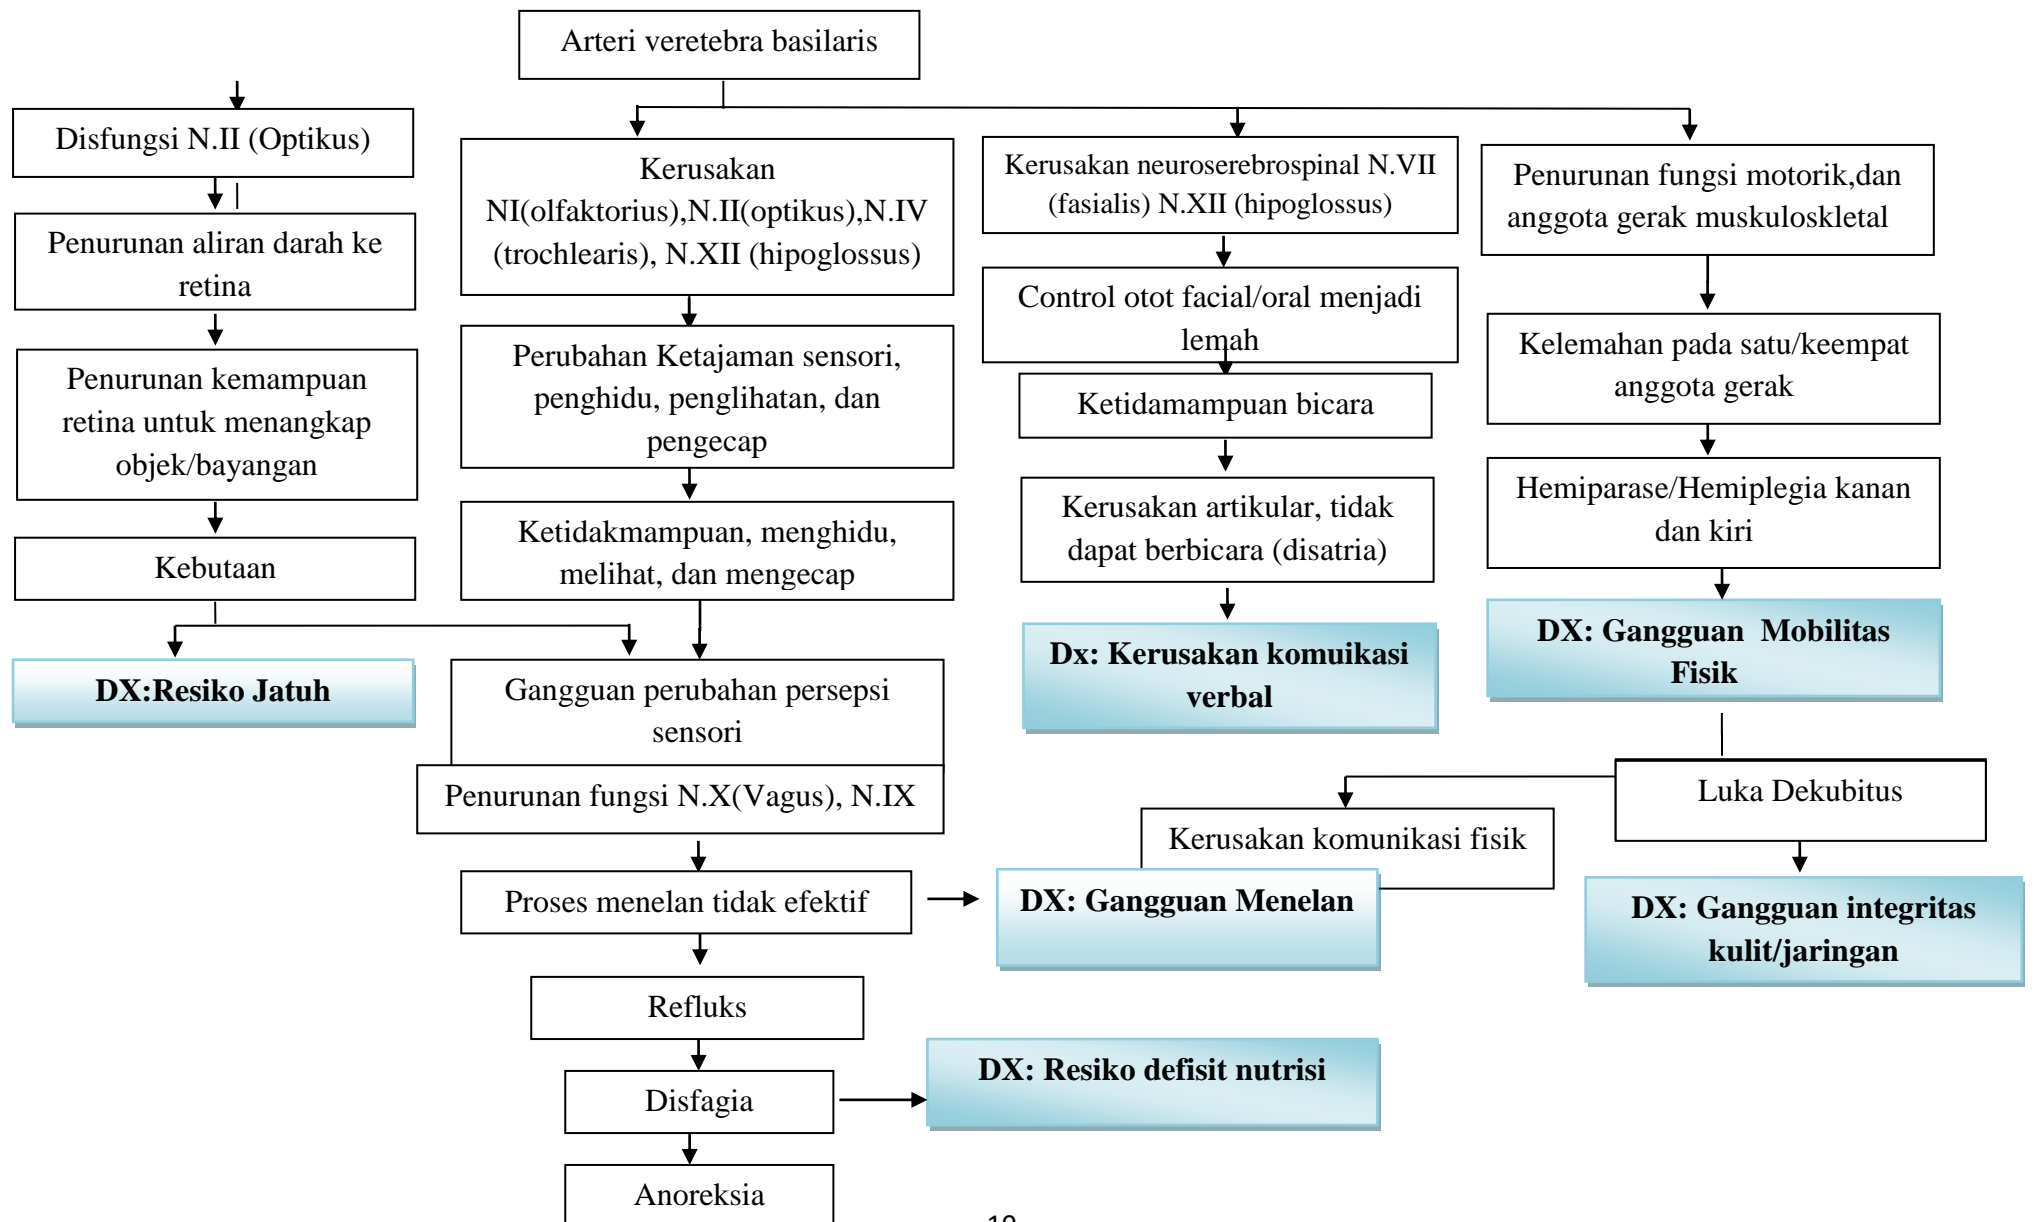 Arteri veretebra basilaris
Disfungsi N.II (Optikus)
Penurunan aliran darah ke
retina
Penurunan kemampuan
retina untuk menangkap
objek/bayangan
Kebutaan
DX:Resiko Jatuh
Kerusakan
NI(olfaktorius),N.II(optikus),N.IV
(trochlearis), N.XII (hipoglossus)
Perubahan Ketajaman sensori,
penghidu, penglihatan, dan
pengecap
Ketidakmampuan, menghidu,
melihat, dan mengecap
Gangguan perubahan persepsi
sensori
Penurunan fungsi N.X(Vagus), N.IX
Proses menelan tidak efektif
Refluks
Disfagia
Anoreksia
Kerusakan neuroserebrospinal N.VII
(fasialis) N.XII (hipoglossus)
Control otot facial/oral menjadi
lemah
Ketidamampuan bicara
Kerusakan artikular, tidak
dapat berbicara (disatria)
Dx: Kerusakan komuikasi
verbal
Penurunan fungsi motorik,dan
anggota gerak muskuloskletal
Kelemahan pada satu/keempat
anggota gerak
Hemiparase/Hemiplegia kanan
dan kiri
DX: Gangguan  Mobilitas
Fisik
Luka Dekubitus
Kerusakan komunikasi fisik
DX: Gangguan Menelan
DX: Gangguan integritas
kulit/jaringan
DX: Resiko defisit nutrisi